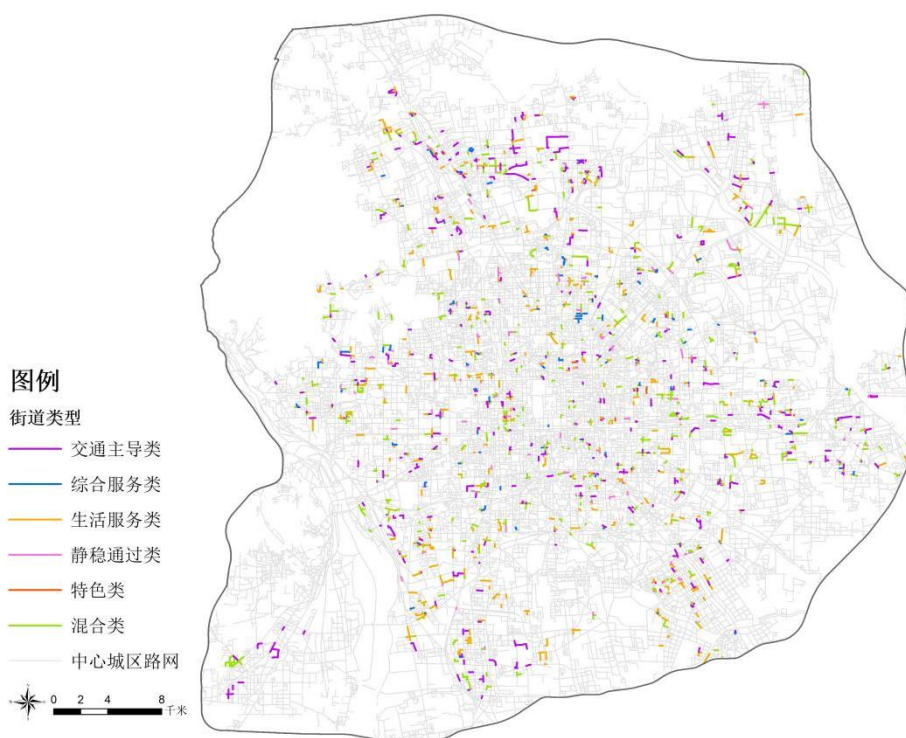 图例
街道类型
交通主导类
综合服务类
生活服务类
静稳通过类
特色类
混合类
中心城区路网
0 2 4 8
千米